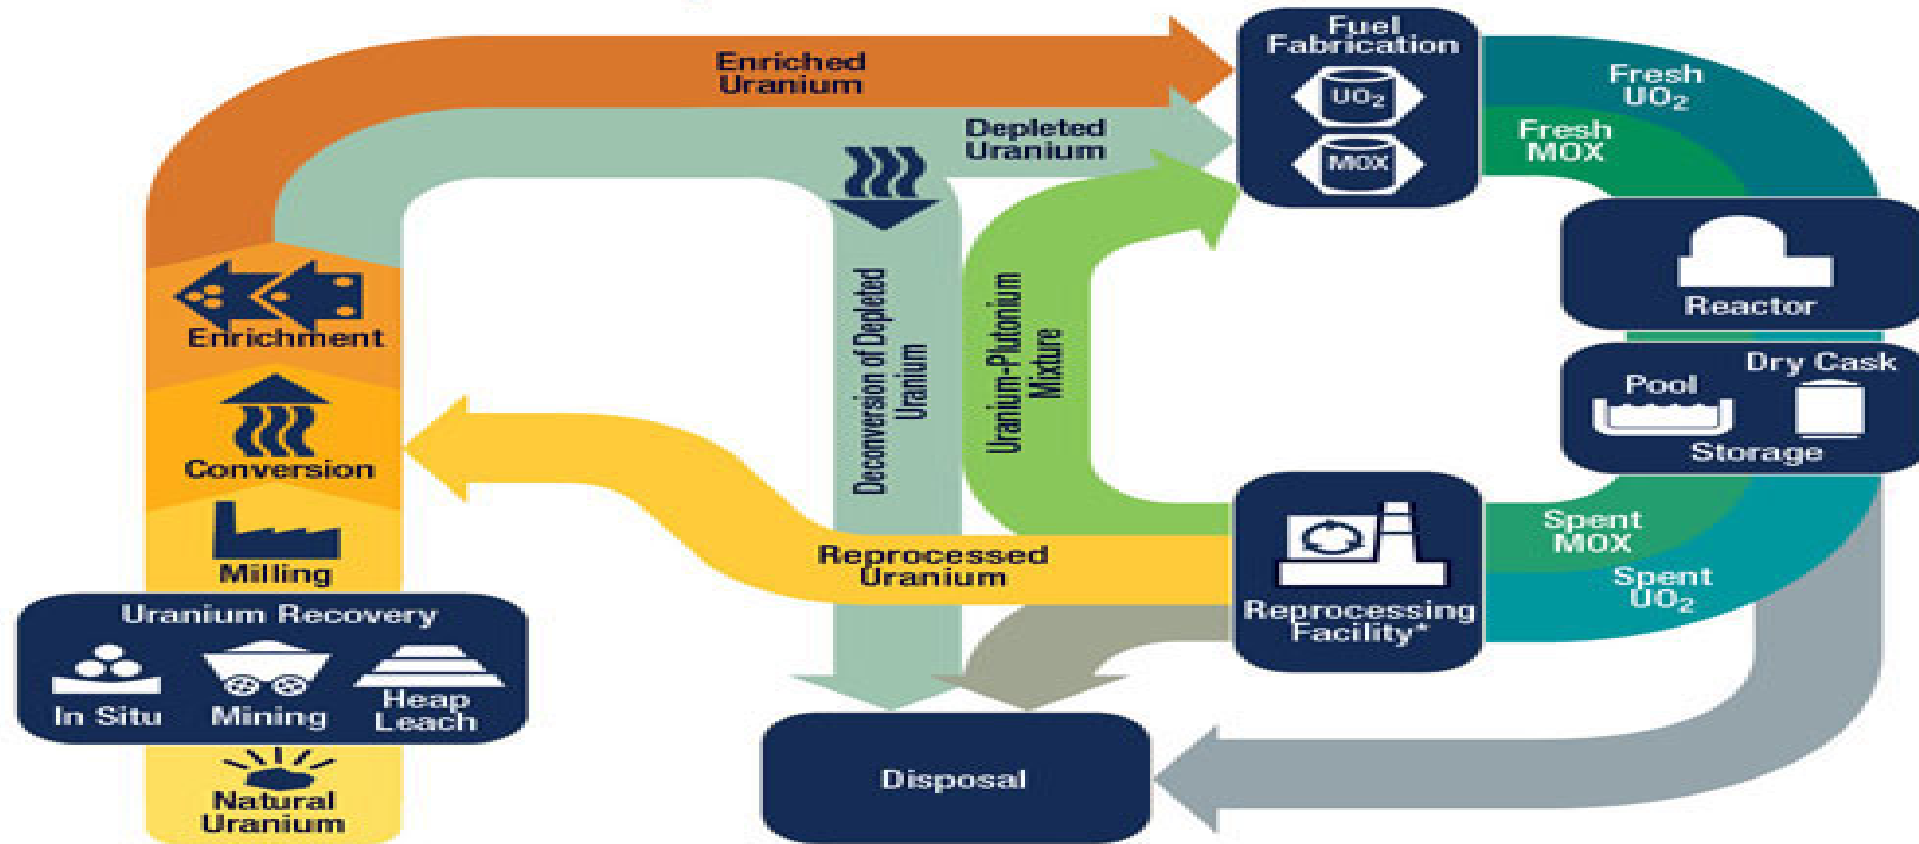 Enriched
Uranium
Depleted
Uranium
Fuel
Fabrication
UO₂
MOX
Fresh
UO₂
Fresh
MOX
Reactor
Dry Cask
Pool
Storage
Enrichment
Conversion
Milling
Uranium Recovery
In Situ
Mining
Heap
Leach
Natural
Uranium
Deconversion of Depleted
Uranium
Uranium-Plutonium
Mixture
Reprocessed
Uranium
Reprocessing
Facility*
Spent
MOX
Spent
UO₂
Disposal